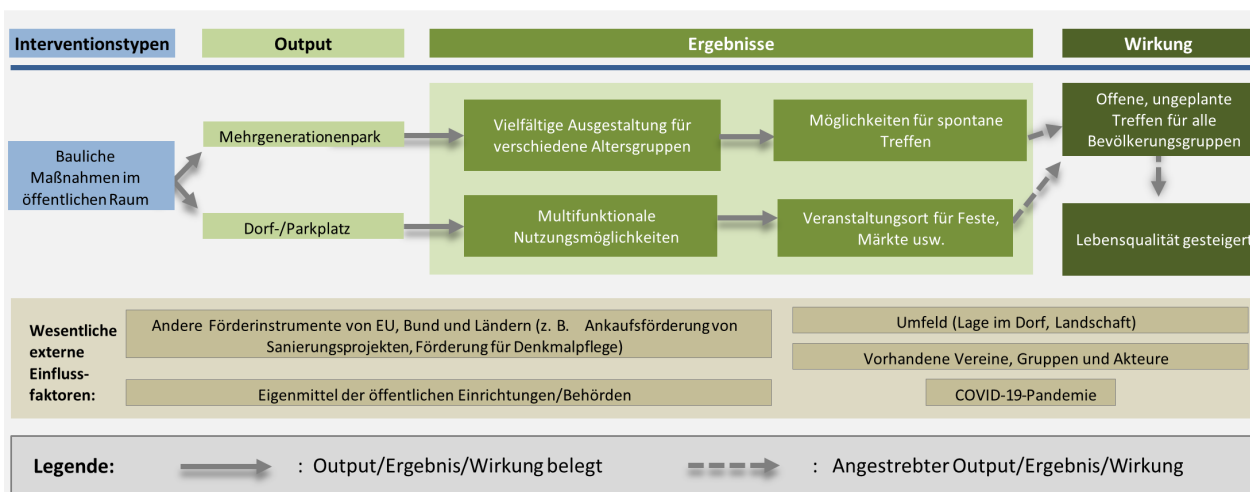 Interventionstypen
Output
Ergebnisse
Wirkung
Bauliche
Maßnahmen im
öffentlichen Raum
Mehrgenerationenpark
Dorf-/Parkplatz
Vielfältige Ausgestaltung für
verschiedene Altersgruppen
Multifunktionale
Nutzungsmöglichkeiten
Möglichkeiten für spontane
Treffen
Veranstaltungsort für Feste,
Märkte usw.
Offene, ungeplante
Treffen für alle
Bevölkerungsgruppen
Lebensqualität gesteigert
Wesentliche
externe
Einfluss-
faktoren:
Andere Förderinstrumente von EU, Bund und Ländern (z. B. Ankaufsförderung von
Sanierungsprojekten, Förderung für Denkmalpflege)
Eigenmittel der öffentlichen Einrichtungen/Behörden
Umfeld (Lage im Dorf, Landschaft)
Vorhandene Vereine, Gruppen und Akteure
COVID-19-Pandemie
Legende:
: Output/Ergebnis/Wirkung belegt
: Angestrebter Output/Ergebnis/Wirkung